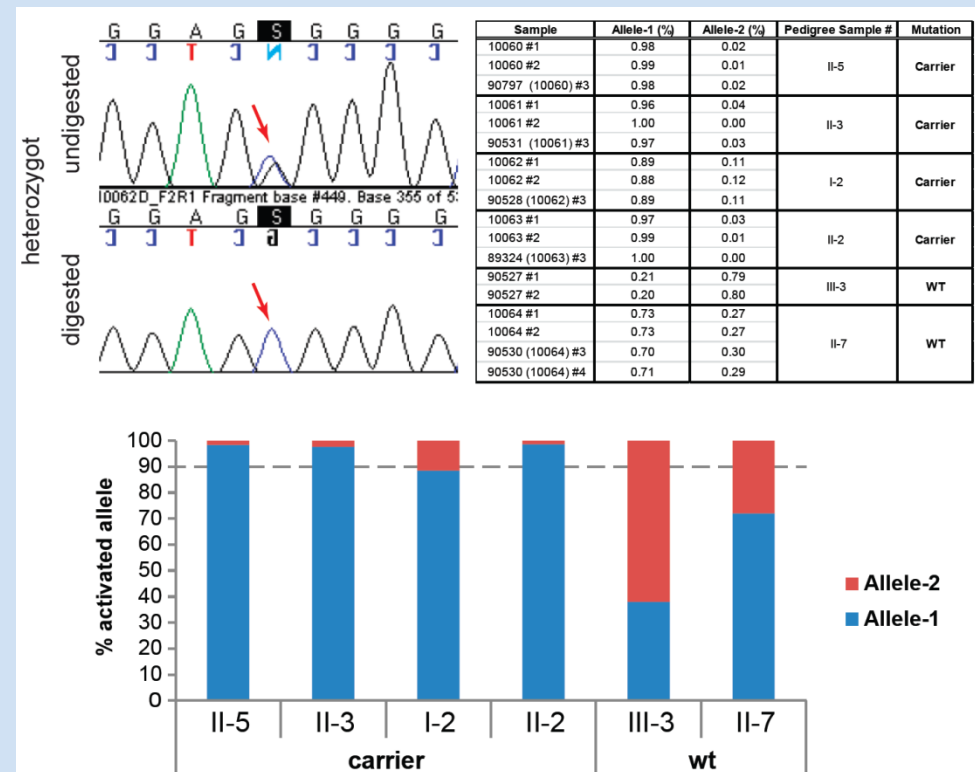 G G A G S G G G G
heterozygot
undigested
10062D_F2R1 Fragment base #449. Base 355 of 5
G G A G S G G G G
digested
Sample Allele-1 (%) Allele-2 (%) Pedigree Sample # Mutation
10060 #1 0.98 0.02
10060 #2 0.99 0.01 II-5 Carrier
90797 (10060) #3 0.98 0.02
10061 #1 0.96 0.04
10061 #2 1.00 0.00 II-3 Carrier
90531 (10061) #3 0.97 0.03
10062 #1 0.89 0.11
10062 #2 0.88 0.12 I-2 Carrier
90528 (10062) #3 0.89 0.11
10063 #1 0.97 0.03
10063 #2 0.99 0.01 II-2 Carrier
89324 (10063) #3 1.00 0.00
90527 #1 0.21 0.79 III-3 WT
90527 #2 0.20 0.80
10064 #1 0.73 0.27
10064 #2 0.73 0.27 II-7 WT
90530 (10064) #3 0.70 0.30
90530 (10064) #4 0.71 0.29
% activated allele
100
90
80
70
60
50
40
30
20
10
0
II-5 II-3 I-2 II-2 III-3 II-7
carrier wt
Allele-2
Allele-1